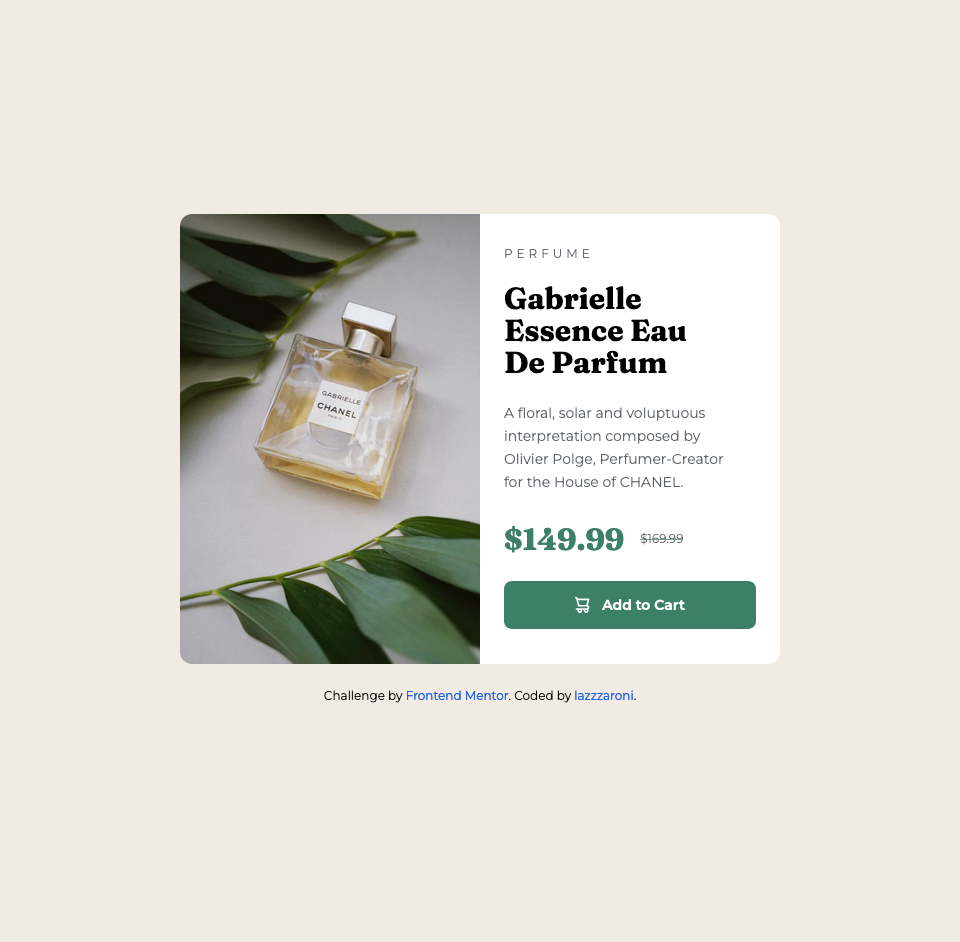 GABRIELLE
CHANEL
PARIS
PERFUME
Gabrielle
Essence Eau
De Parfum
A floral, solar and voluptuous
interpretation composed by
Olivier Polge, Perfumer-Creator
for the House of CHANEL.
$149.99 $169.99
Add to Cart
Challenge by Frontend Mentor. Coded by lazzzaroni.